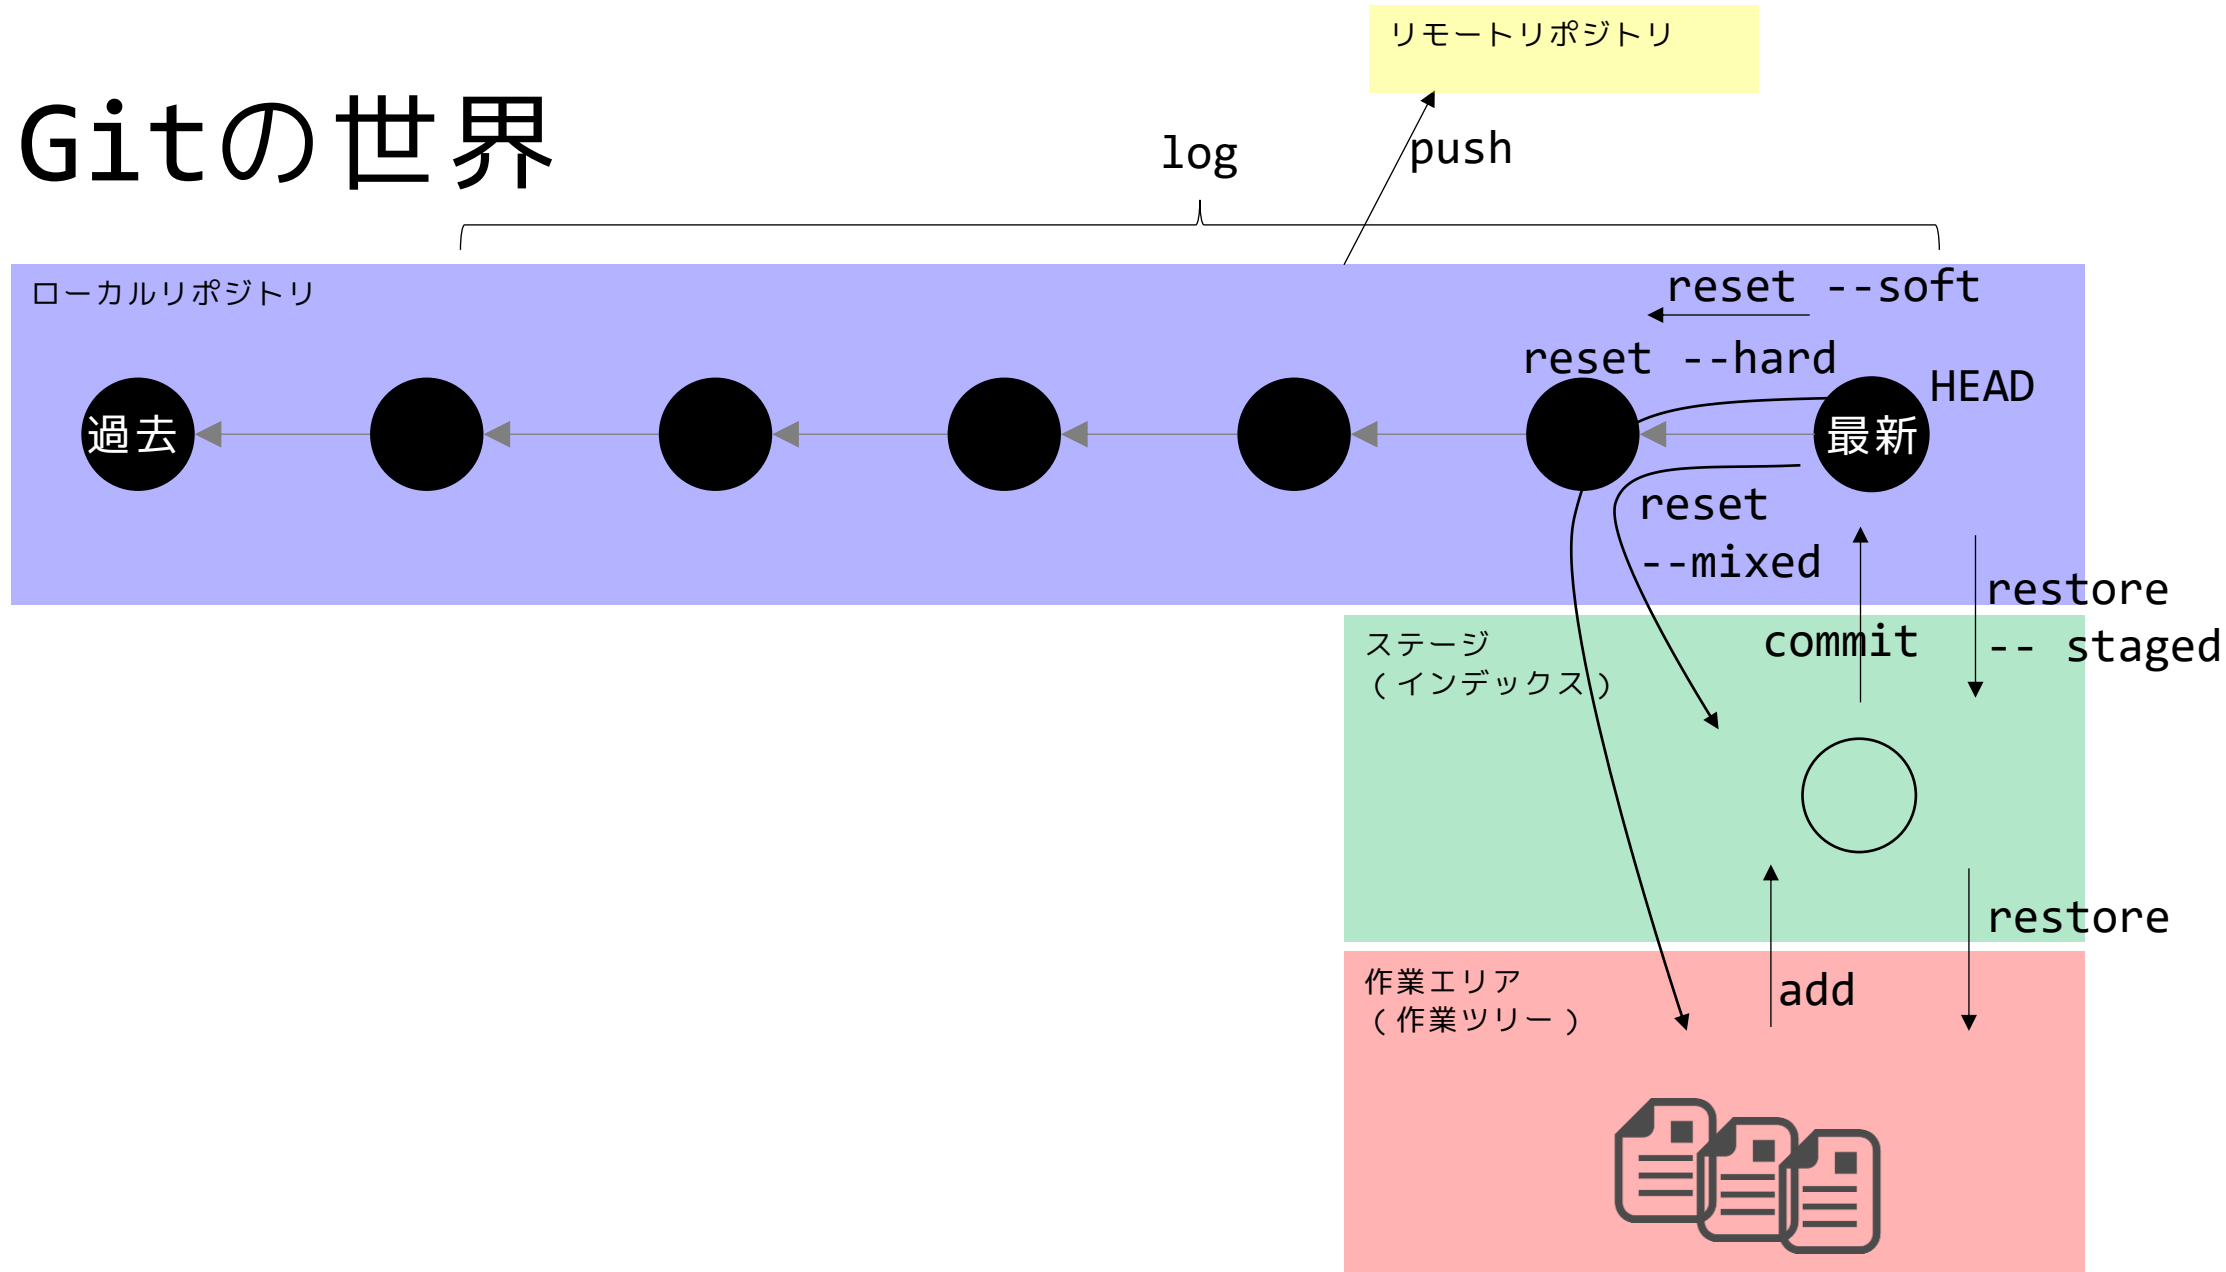 リモートリポジトリ
Gitの世界
log
push
ローカルリポジトリ
reset --soft
reset --hard
HEAD
過去
最新
reset
--mixed
restore
-- staged
ステージ
(インデックス)
commit
restore
作業エリア
(作業ツリー)
add